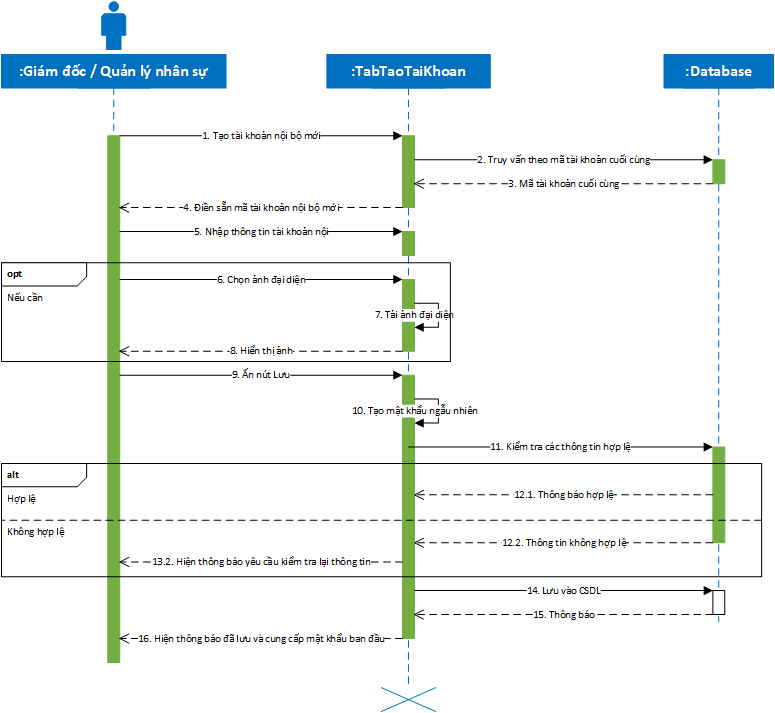 :Giám đốc / Quản lý nhân sự
:TabTaoTaiKhoan
:Database
1. Tạo tài khoản nội bộ mới
2. Truy vấn theo mã tài khoản cuối cùng
3. Mã tài khoản cuối cùng
4. Điền sẵn mã tài khoản nội bộ mới
5. Nhập thông tin tài khoản nội
opt
Nếu cần
6. Chọn ảnh đại diện
7. Tải ảnh đại diện
8. Hiển thị ảnh
9. Ấn nút Lưu
10. Tạo mật khẩu ngẫu nhiên
11. Kiểm tra các thông tin hợp lệ
alt
Hợp lệ
12.1. Thông báo hợp lệ
Không hợp lệ
12.2. Thông tin không hợp lệ
13.2. Hiện thông báo yêu cầu kiểm tra lại thông tin
14. Lưu vào CSDL
15. Thông báo
16. Hiện thông báo đã lưu và cung cấp mật khẩu ban đầu